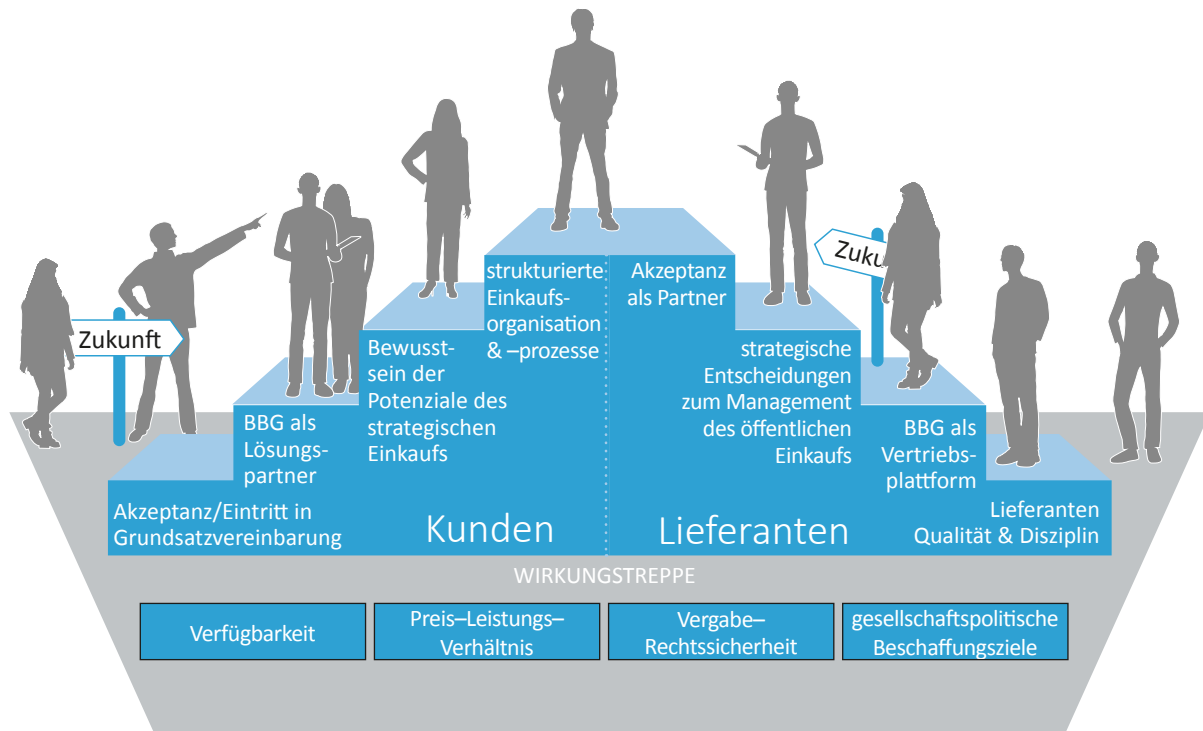 Zukunft
Akzeptanz/Eintritt in
Grundsatzvereinbarung
BBG als
Lösungs-
partner
Bewusst-
sein der
Potenziale des
strategischen
Einkaufs
strukturierte
Einkaufs-
organisation
& –prozesse
Kunden
Akzeptanz
als Partner
strategische
Entscheidungen
zum Management
des öffentlichen
Einkaufs
Zuku
BBG als
Vertriebs-
plattform
Lieferanten
Qualität & Disziplin
Lieferanten
WIRKUNGSTREPPE
Verfügbarkeit
Preis–Leistungs–
Verhältnis
Vergabe–
Rechtssicherheit
gesellschaftspolitische
Beschaffungsziele